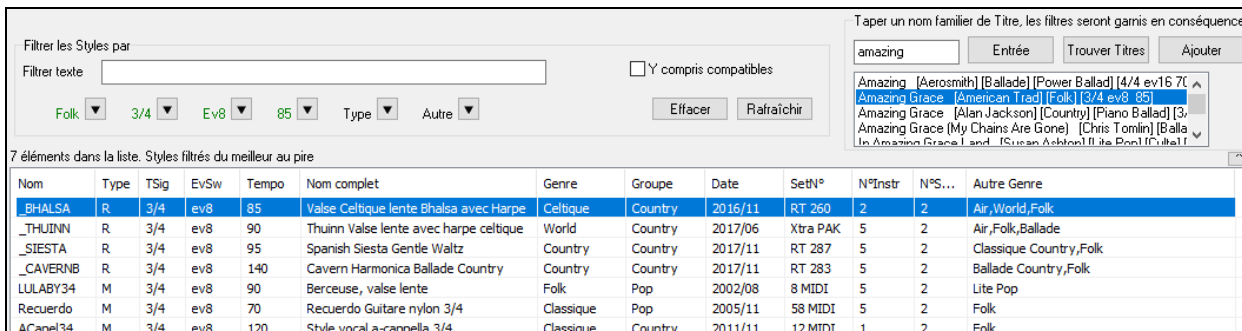 Taper un nom familier de Titre, les filtres seront garnis en conséquence
Filtrer les Styles par
amazing Entrée Trouver Titres Ajouter
Filtrer texte Y compris compatibles
Amazing [Aerosmith] [Ballade] [Power Ballad] [4/4 ev16 70
Amazing Grace [American Trad] [Folk] [3/4 ev8 85]
Amazing Grace [Alan Jackson] [Country] [Piano Ballad] [3/
Amazing Grace (My Chains Are Gone) [Chris Tomlin] [Balla
In Amazing Grace Land [Susan Ashton] [Lite Pop] [Culte] [
Folk 3/4 Ev8 85 Type Autre Effacer Rafraîchir
7 éléments dans la liste. Styles filtrés du meilleur au pire
Nom Type TSig EvSw Tempo Nom complet Genre Groupe Date SetN° N°Instr N°S... Autre Genre
_BHALSA R 3/4 ev8 85 Valse Celtique lente Bhalsa avec Harpe Celtique Country 2016/11 RT 260 2 2 Air,World,Folk
_THUINN R 3/4 ev8 90 Thuinn Valse lente avec harpe celtique World Country 2017/06 Xtra PAK 5 2 Air,Folk,Ballade
_SIESTA R 3/4 ev8 95 Spanish Siesta Gentle Waltz Country Country 2017/11 RT 287 5 2 Classique Country,Folk
_CAVERNB R 3/4 ev8 140 Cavern Harmonica Ballade Country Country Country 2017/11 RT 283 5 2 Ballade Country,Folk
LULABY34 M 3/4 ev8 90 Berceuse, valse lente Folk Pop 2002/08 8 MIDI 5 2 Lite Pop
Recuerdo M 3/4 ev8 70 Recuerdo Guitare nylon 3/4 Classique Pop 2005/11 58 MIDI 5 2 Folk
ACapel34 M 3/4 ev8 120 Style vocal a-cappella 3/4 Classique Country 2011/11 12 MIDI 1 2 Folk